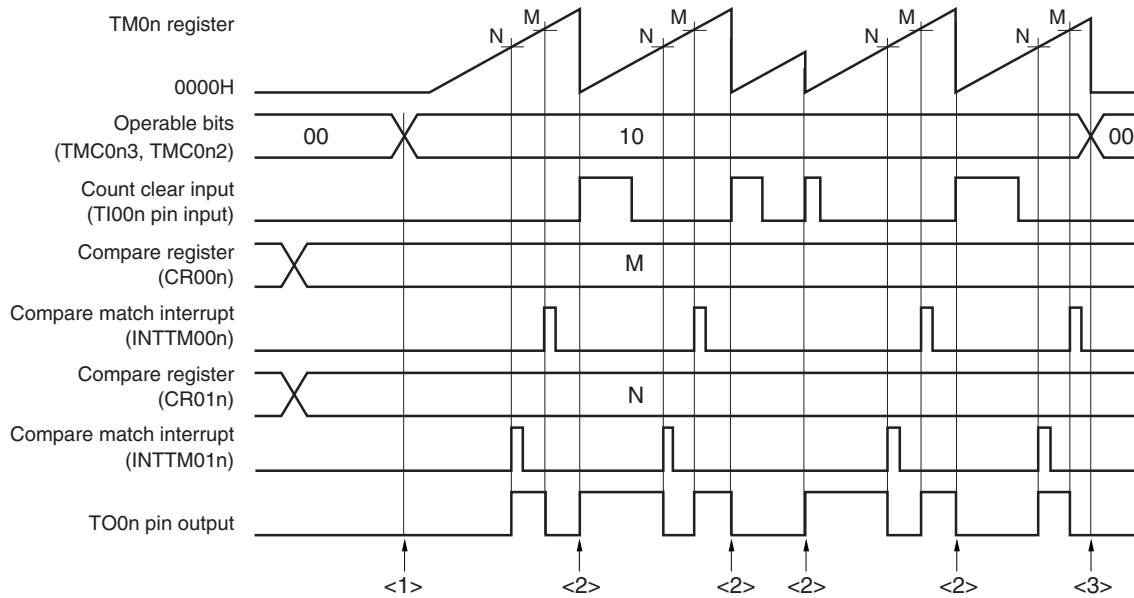 TM0n register
M
N
M
N
M
N
M
N
0000H
Operable bits
(TMC0n3, TMC0n2)
00
10
00
Count clear input
(TI00n pin input)
Compare register
(CR00n)
M
Compare match interrupt
(INTTM00n)
Compare register
(CR01n)
N
Compare match interrupt
(INTTM01n)
TO0n pin output
<1> <2> <2> <2> <2> <3>